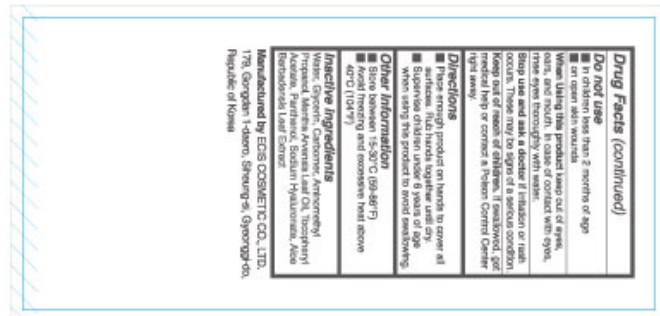 Drug Facts (continued)
Do not use
■ in children less than 2 months of age
■ on open skin wounds
When Using this product keep out of eyes,
ears, and mouth. In case of contact with eyes,
rinse eyes thoroughly with water.
Stop use and ask a doctor if irritation or rash
occurs. These may be signs of a serious condition.
Keep out of reach of children. If swallowed, get
medical help or contact a Poison Control Center
right away.
Directions
■ Place enough product on hands to cover all
surfaces. Rub hands together until dry.
■ Supervise children under 6 years of age
when using this product to avoid swallowing.
Other Information
■ Store between 15-30°C (59-86°F)
■ Avoid freezing and excessive heat above
40°C (104°F)
Inactive Ingredients
Water, Glycerin, Carbomer, Aminomethyl
Propanol, Mentha Arvensis Leaf Oil, Tocopheryl
Acetate, Panthenol, Sodium Hyaluronate, Aloe
Barbadensis Leaf Extract
Manufactured by ECIS COSMETIC CO., LTD.
179, Gongdan 1-daero, Siheung-si, Gyeonggi-do,
Republic of Korea